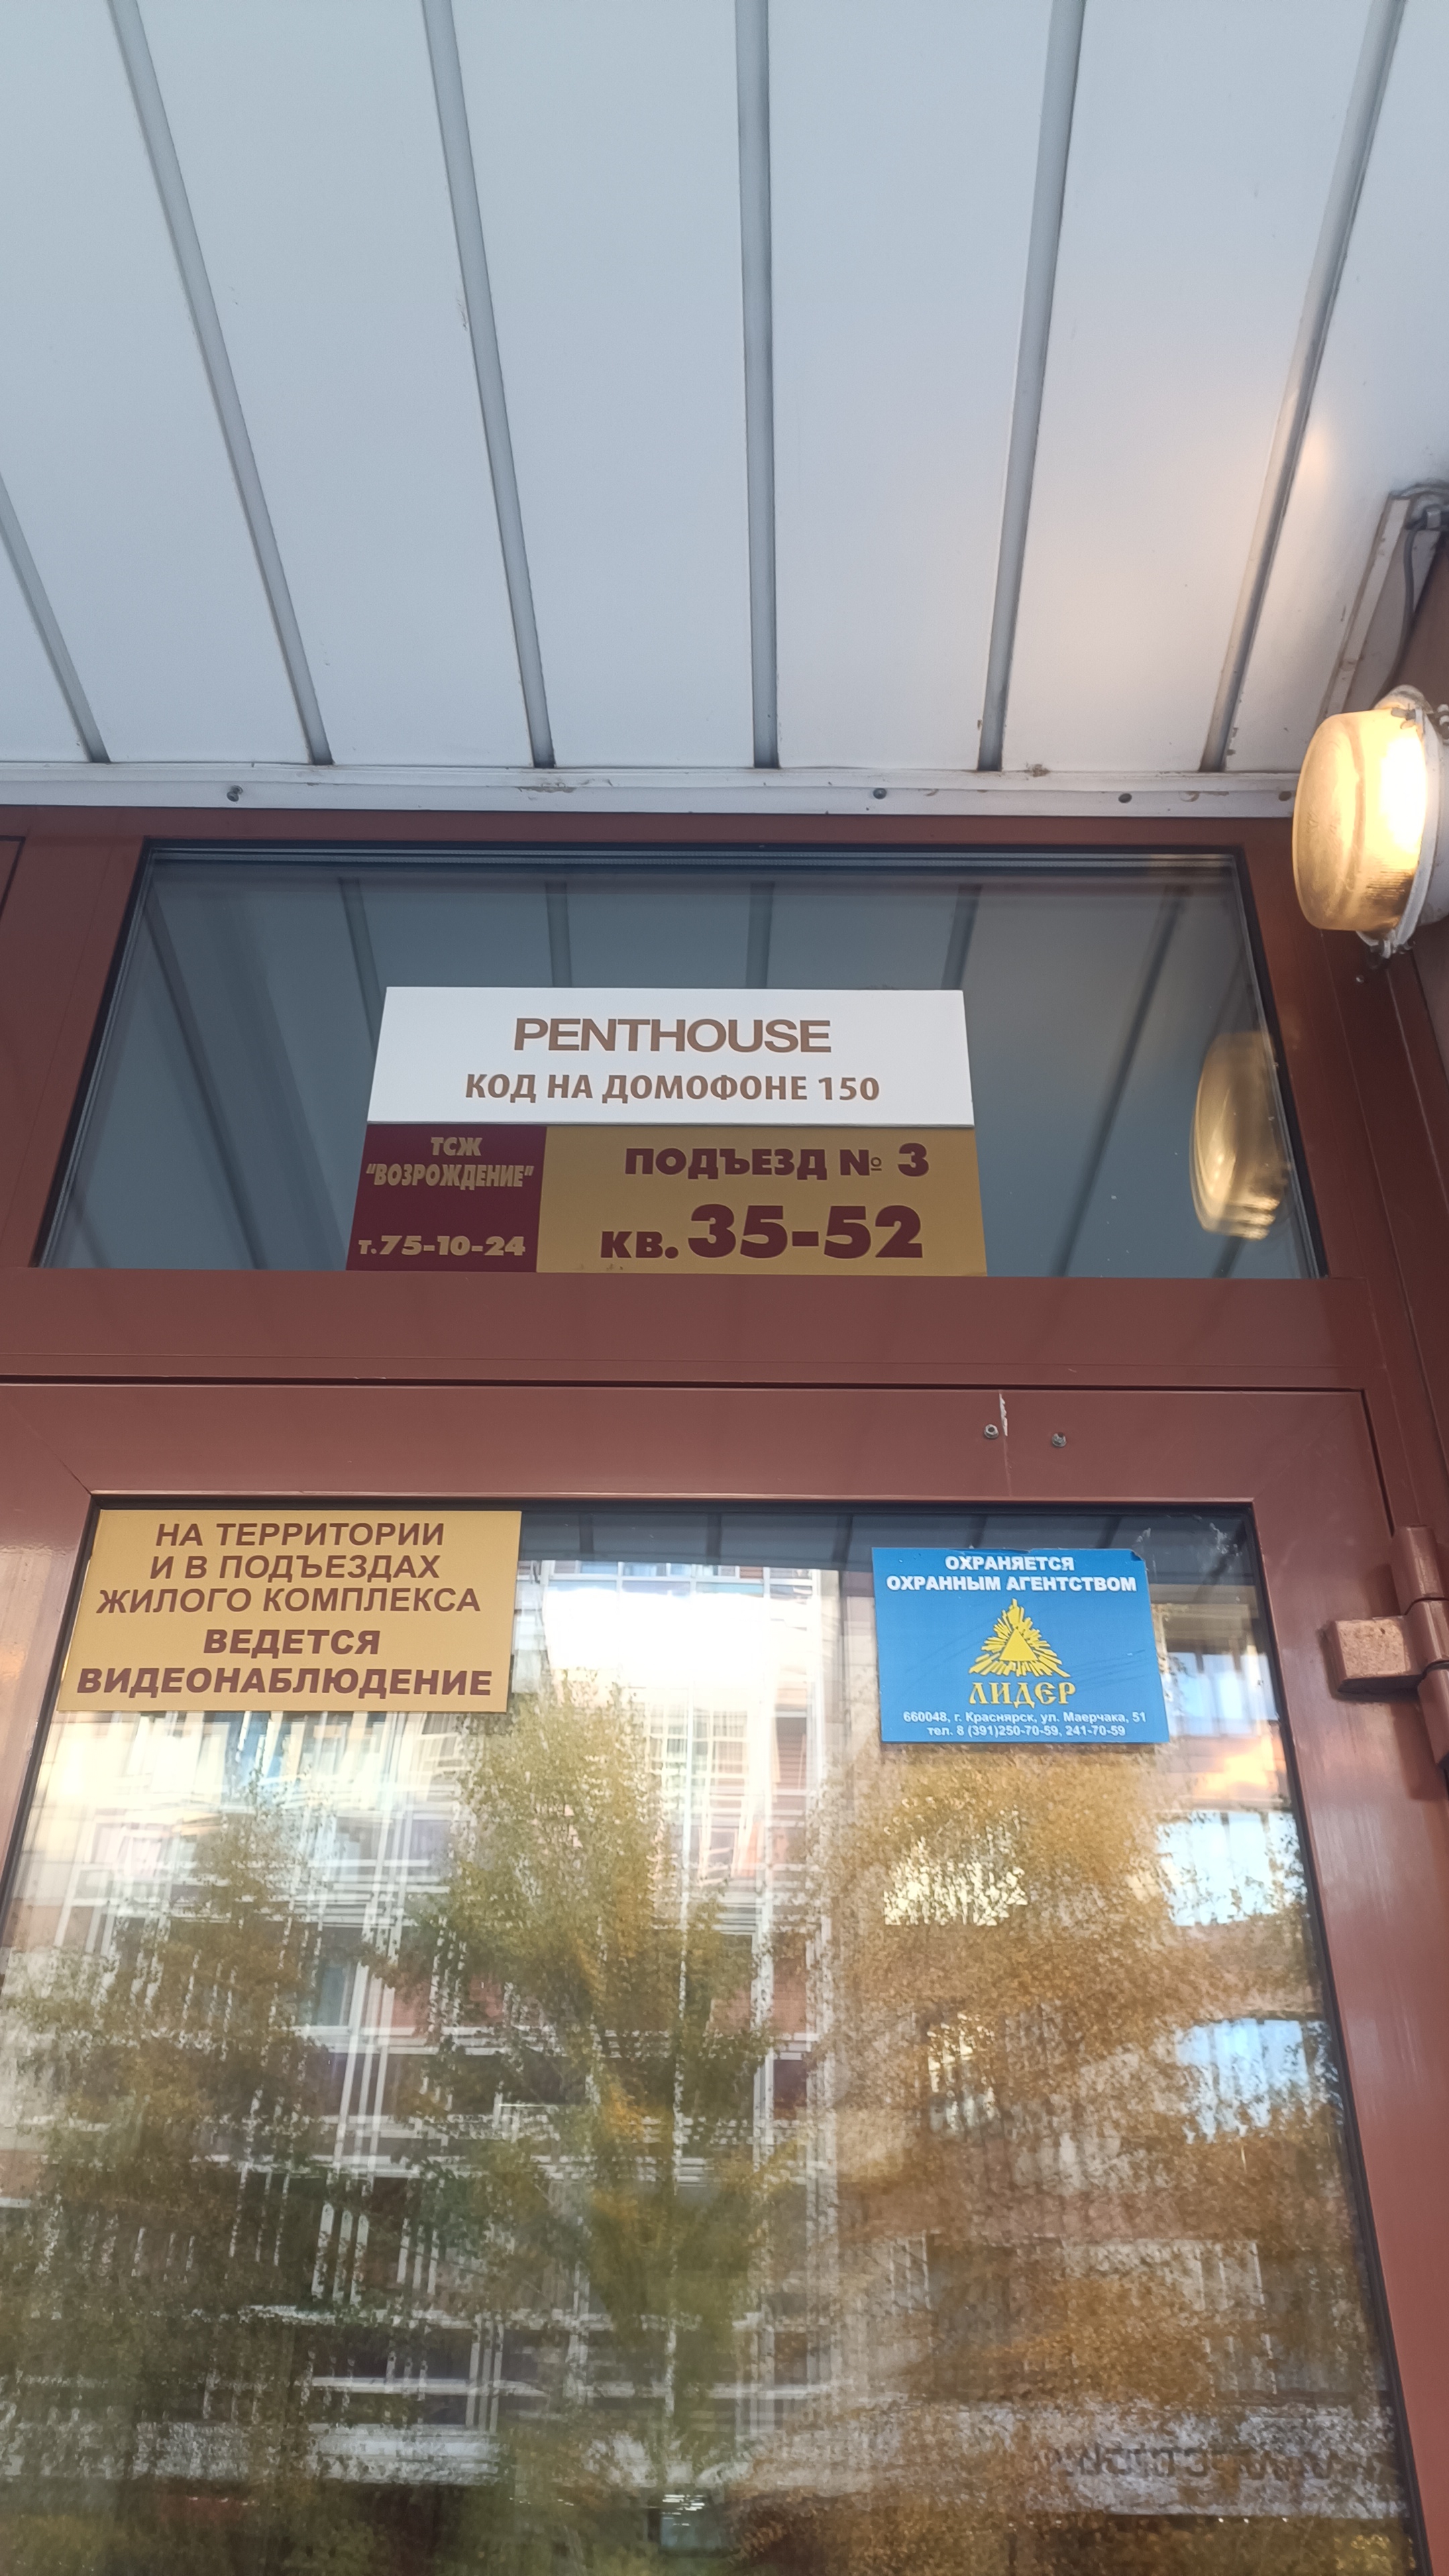 PENTHOUSE
КОД НА ДОМОФОНЕ 150
ТСЖ
"ВОЗРОЖДЕНИЕ"
т.75-10-24
ПОДЪЕЗД № 3
кв.35-52
НА ТЕРРИТОРИИ
И В ПОДЪЕЗДАХ
ЖИЛОГО КОМПЛЕКСА
ВЕДЕТСЯ
ВИДЕОНАБЛЮДЕНИЕ
ОХРАНЯЕТСЯ
ОХРАННЫМ АГЕНТСТВОМ
ЛИДЕР
660048, г. Красноярск, ул. Маерчака, 51
тел. 8 (391)250-70-59, 241-70-59